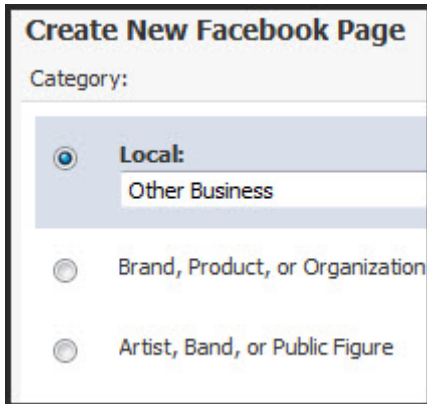 Create New Facebook Page
Category:
Local:
Other Business
Brand, Product, or Organization
Artist, Band, or Public Figure